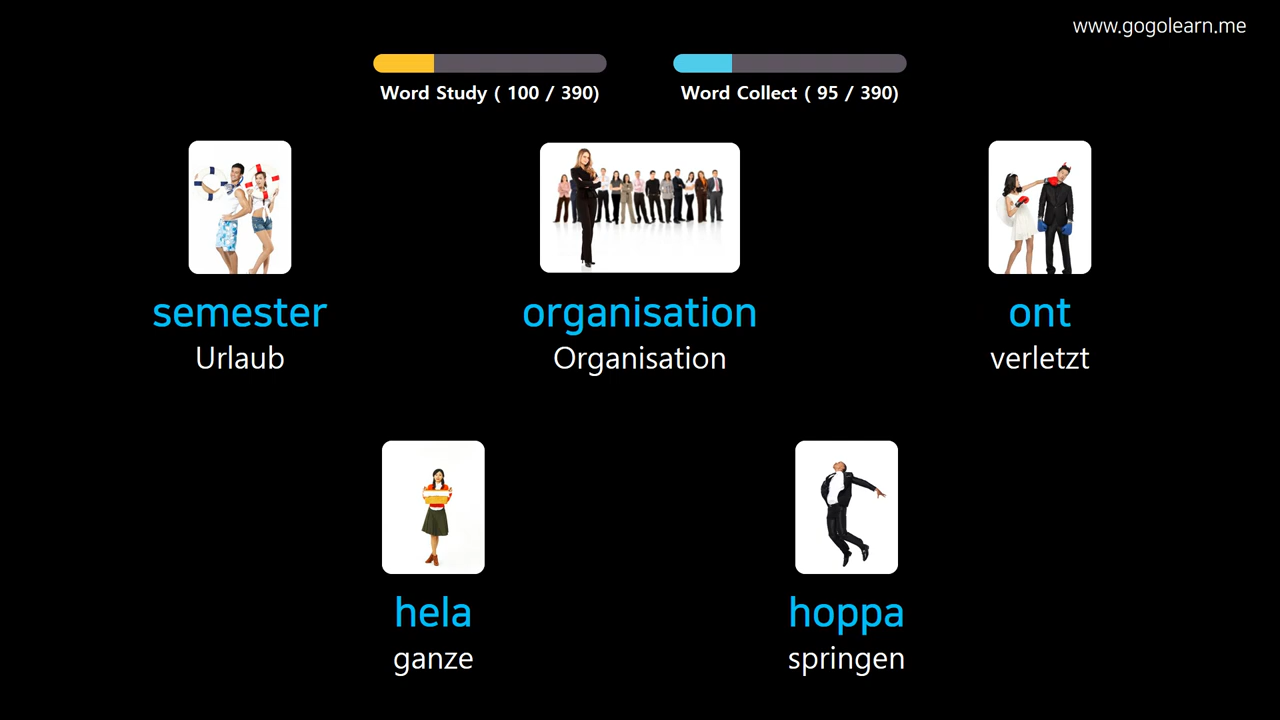 www.gogolearn.me
Word Study ( 100 / 390)
Word Collect ( 95 / 390)
semester
Urlaub
organisation
Organisation
ont
verletzt
hela
ganze
hoppa
springen